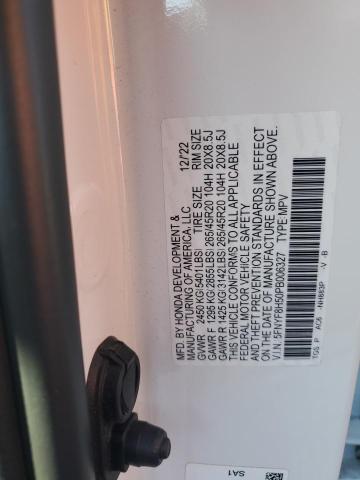 MFD BY HONDA DEVELOPMENT &
MANUFACTURING OF AMERICA, LLC 12/22
GVWR 2450 KG(5401LBS) TIRE SIZE RIM SIZE
GAWR F 1295 KG(2855LBS) 265/45R20 104H 20X8.5J
GAWR R 1425 KG(3142LBS) 265/45R20 104H 20X8.5J
THIS VEHICLE CONFORMS TO ALL APPLICABLE
FEDERAL MOTOR VEHICLE SAFETY
AND THEFT PREVENTION STANDARDS IN EFFECT
ON THE DATE OF MANUFACTURE SHOWN ABOVE.
V.I.N. 5FNYF8H50PB006327 TYPE: MPV
TGS P AC6 -NH883P -V -B
SA1